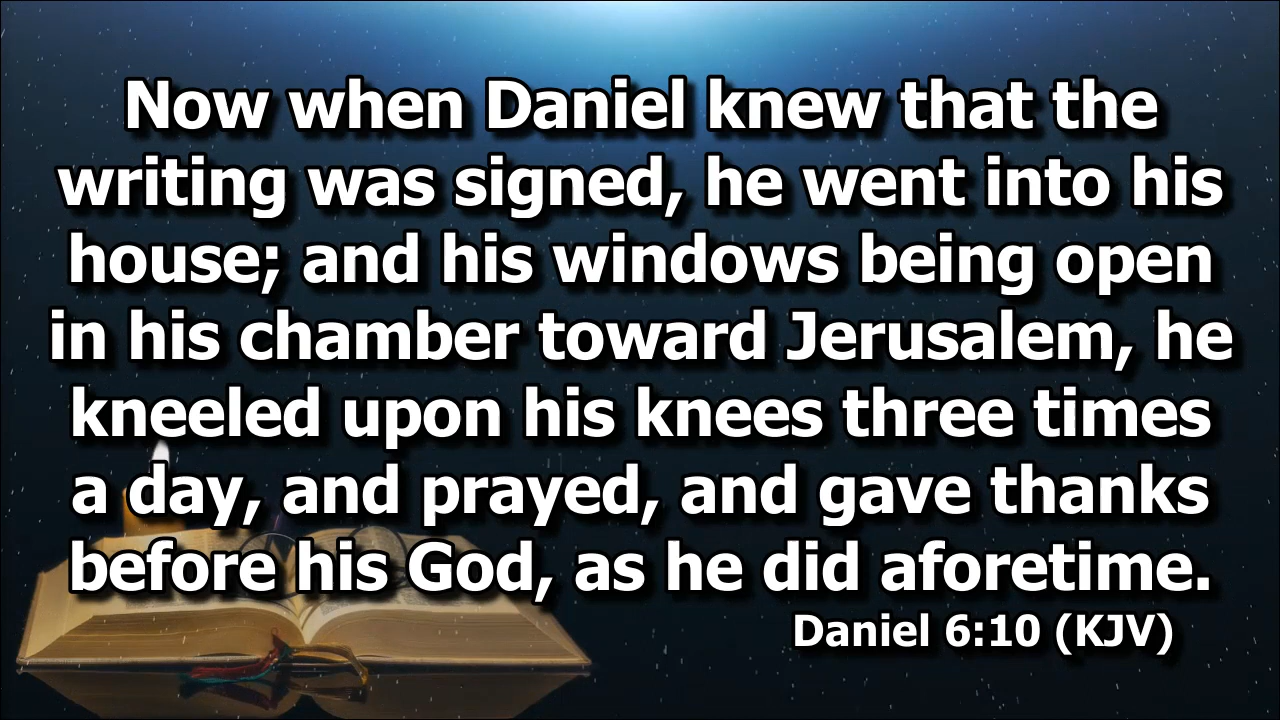 Now when Daniel knew that the
writing was signed, he went into his
house; and his windows being open
in his chamber toward Jerusalem, he
kneeled upon his knees three times
a day, and prayed, and gave thanks
before his God, as he did aforetime.
Daniel 6:10 (KJV)